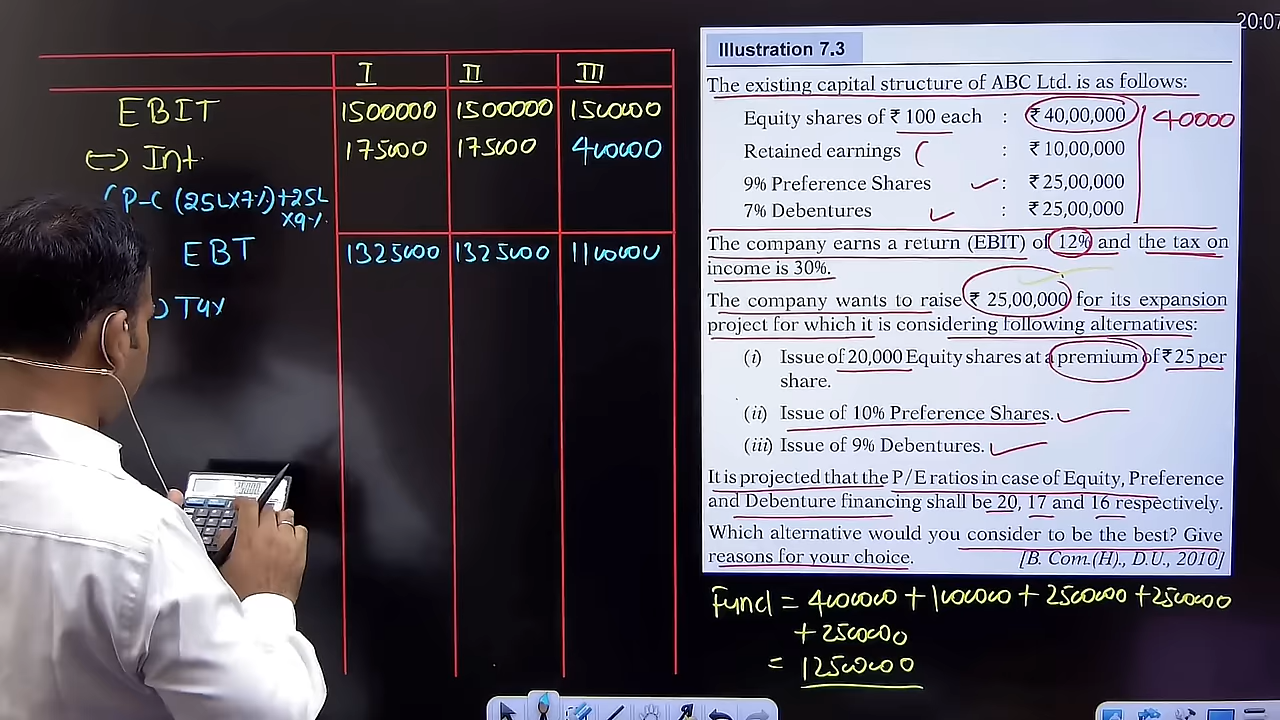 20:07
I II III
EBIT 1500000 1500000 1500000
(-) Int. 175000 175000 400000
(P-C (25L×7%)+25L
×9%
EBT 1325000 1325000 1100000
) Tax
Illustration 7.3
The existing capital structure of ABC Ltd. is as follows:
Equity shares of ₹ 100 each : ₹ 40,00,000 40000
Retained earnings : ₹ 10,00,000
9% Preference Shares : ₹ 25,00,000
7% Debentures : ₹ 25,00,000
The company earns a return (EBIT) of 12% and the tax on
income is 30%.
The company wants to raise ₹ 25,00,000 for its expansion
project for which it is considering following alternatives:
(i) Issue of 20,000 Equity shares at a premium of ₹ 25 per
share.
(ii) Issue of 10% Preference Shares.
(iii) Issue of 9% Debentures.
It is projected that the P/E ratios in case of Equity, Preference
and Debenture financing shall be 20, 17 and 16 respectively.
Which alternative would you consider to be the best? Give
reasons for your choice. [B. Com.(H)., D.U., 2010]
Fund = 4000000 + 1000000 + 2500000 + 2500000
+ 2500000
= 12500000